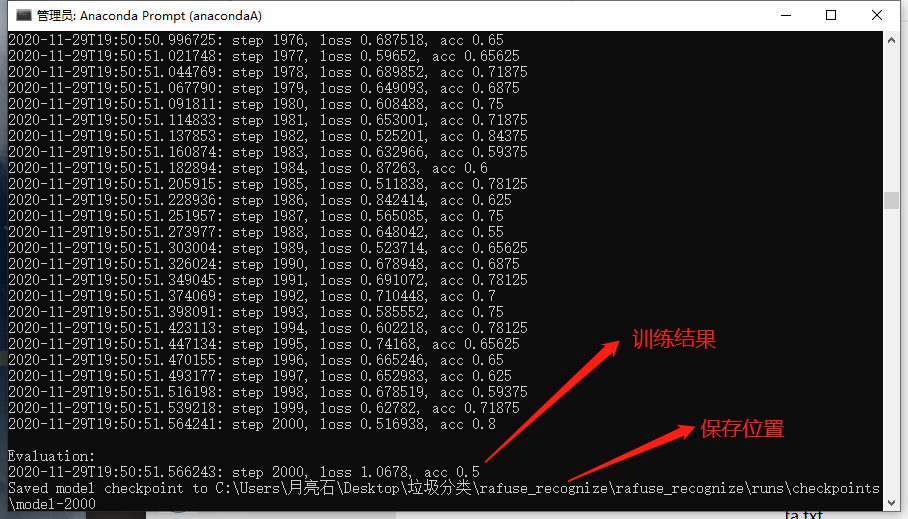 管理员: Anaconda Prompt (anacondaA)
2020-11-29T19:50:50.996725: step 1976, loss 0.687518, acc 0.65
2020-11-29T19:50:51.021748: step 1977, loss 0.59652, acc 0.65625
2020-11-29T19:50:51.044769: step 1978, loss 0.689852, acc 0.71875
2020-11-29T19:50:51.067790: step 1979, loss 0.649093, acc 0.6875
2020-11-29T19:50:51.091811: step 1980, loss 0.608488, acc 0.75
2020-11-29T19:50:51.114833: step 1981, loss 0.653001, acc 0.71875
2020-11-29T19:50:51.137853: step 1982, loss 0.525201, acc 0.84375
2020-11-29T19:50:51.160874: step 1983, loss 0.632966, acc 0.59375
2020-11-29T19:50:51.182894: step 1984, loss 0.87263, acc 0.6
2020-11-29T19:50:51.205915: step 1985, loss 0.511838, acc 0.78125
2020-11-29T19:50:51.228936: step 1986, loss 0.842414, acc 0.625
2020-11-29T19:50:51.251957: step 1987, loss 0.565085, acc 0.75
2020-11-29T19:50:51.273977: step 1988, loss 0.648042, acc 0.55
2020-11-29T19:50:51.303004: step 1989, loss 0.523714, acc 0.65625
2020-11-29T19:50:51.326024: step 1990, loss 0.678948, acc 0.6875
2020-11-29T19:50:51.349045: step 1991, loss 0.691072, acc 0.78125
2020-11-29T19:50:51.374069: step 1992, loss 0.710448, acc 0.7
2020-11-29T19:50:51.398091: step 1993, loss 0.585552, acc 0.75
2020-11-29T19:50:51.423113: step 1994, loss 0.602218, acc 0.78125
2020-11-29T19:50:51.447134: step 1995, loss 0.74168, acc 0.65625
2020-11-29T19:50:51.470155: step 1996, loss 0.665246, acc 0.65
2020-11-29T19:50:51.493177: step 1997, loss 0.652983, acc 0.625
2020-11-29T19:50:51.516198: step 1998, loss 0.678519, acc 0.59375
2020-11-29T19:50:51.539218: step 1999, loss 0.62782, acc 0.71875
2020-11-29T19:50:51.564241: step 2000, loss 0.516938, acc 0.8
训练结果
保存位置
Evaluation:
2020-11-29T19:50:51.566243: step 2000, loss 1.0678, acc 0.5
Saved model checkpoint to C:\Users\月亮石\Desktop\垃圾分类\rafuse_recognize\rafuse_recognize\runs\checkpoints
\model-2000